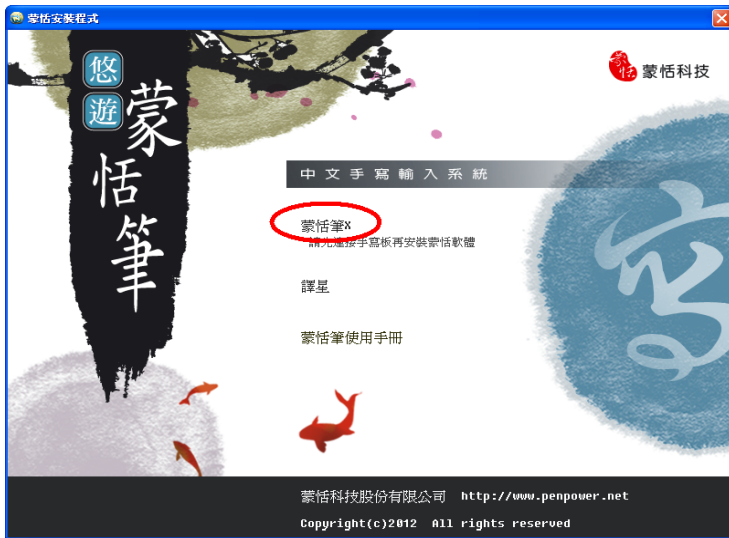 蒙恬安裝程式
悠遊
蒙恬筆
蒙恬
蒙恬科技
中文手寫輸入系統
蒙恬筆X
請先連接手寫板再安裝蒙恬軟體
譯星
蒙恬筆使用手冊
蒙恬科技股份有限公司 http://www.penpower.net
Copyright(c)2012 All rights reserved